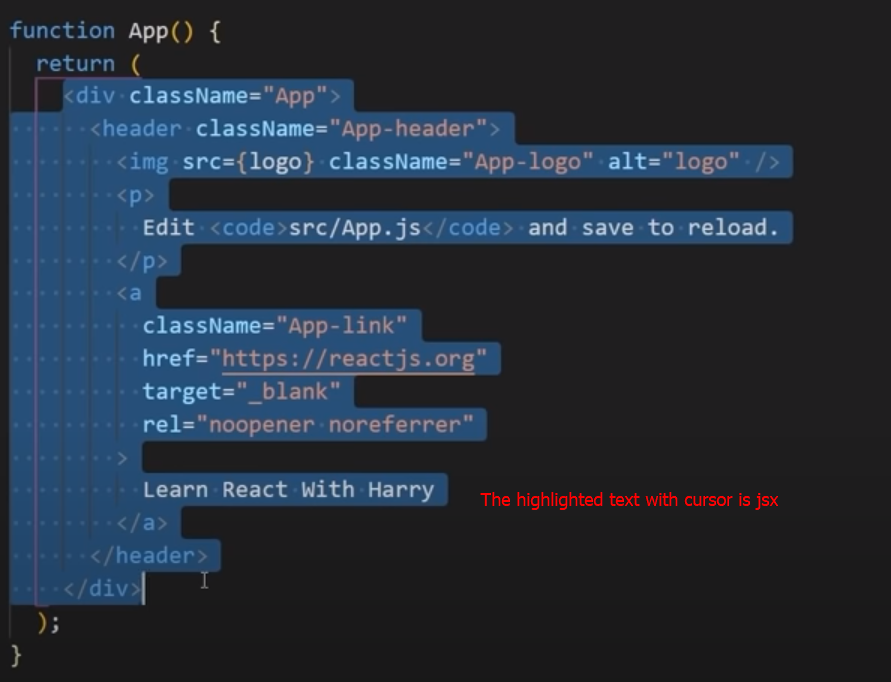 function App() {
return (
<div className="App">
<header className="App-header">
<img src={logo} className="App-logo" alt="logo" />
<p>
Edit <code>src/App.js</code> and save to reload.
</p>
<a
className="App-link"
href="https://reactjs.org"
target="_blank"
rel="noopener noreferrer"
>
Learn React With Harry
The highlighted text with cursor is jsx
</a>
</header>
</div>
);
}